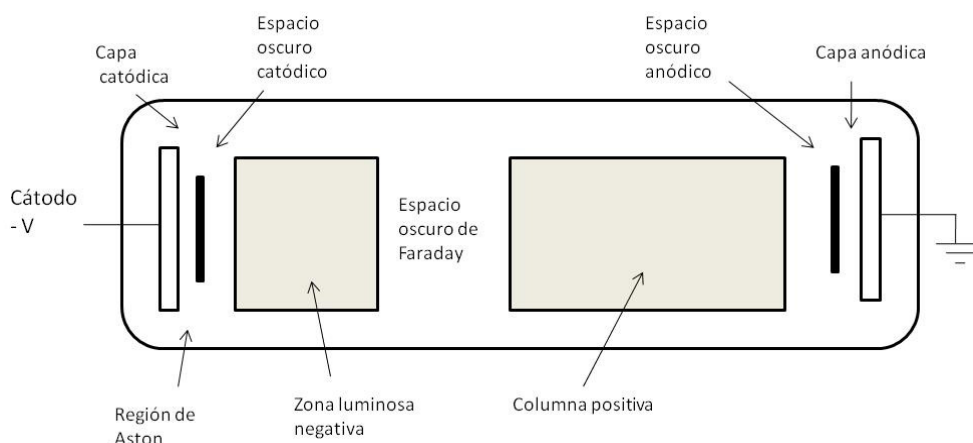 Capa
catódica
Espacio
oscuro
catódico
Espacio
oscuro
anódico
Capa anódica
Cátodo
- V
Espacio
oscuro de
Faraday
Región de
Aston
Zona luminosa
negativa
Columna positiva